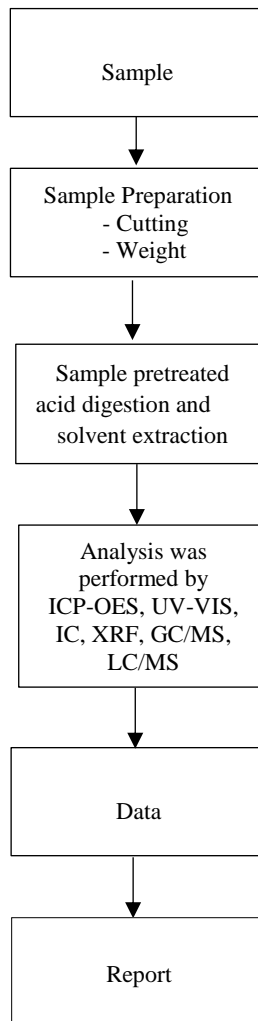 Sample
Sample Preparation
- Cutting
- Weight
Sample pretreated
acid digestion and
solvent extraction
Analysis was
performed by
ICP-OES, UV-VIS,
IC, XRF, GC/MS,
LC/MS
Data
Report